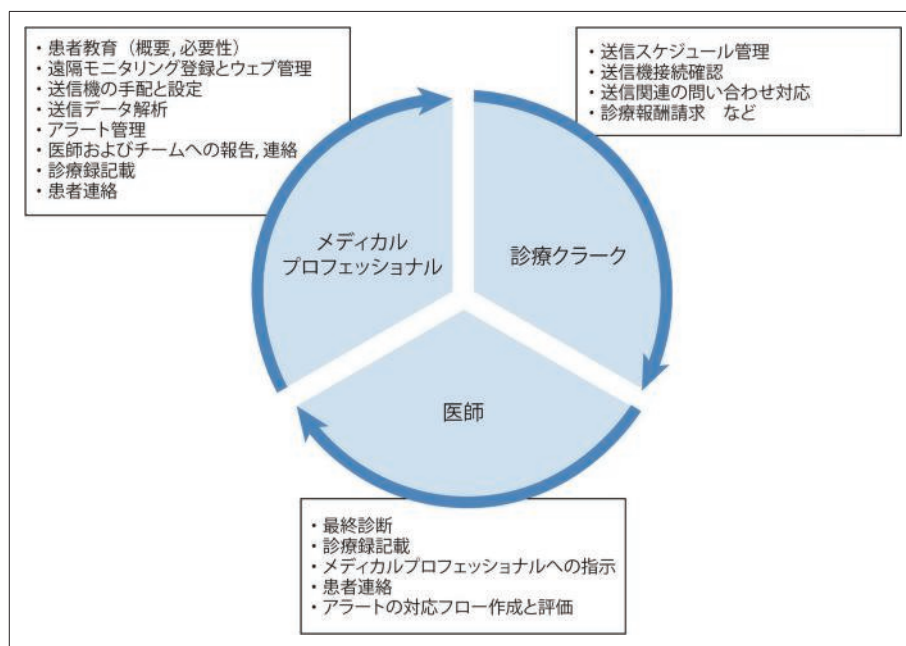 ・患者教育（概要，必要性）
・遠隔モニタリング登録とウェブ管理
・送信機の手配と設定
・送信データ解析
・アラート管理
・医師およびチームへの報告，連絡
・診療録記載
・患者連絡
・送信スケジュール管理
・送信機接続確認
・送信関連の問い合わせ対応
・診療報酬請求　など
メディカル
プロフェッショナル
診療クラーク
医師
・最終診断
・診療録記載
・メディカルプロフェッショナルへの指示
・患者連絡
・アラートの対応フロー作成と評価